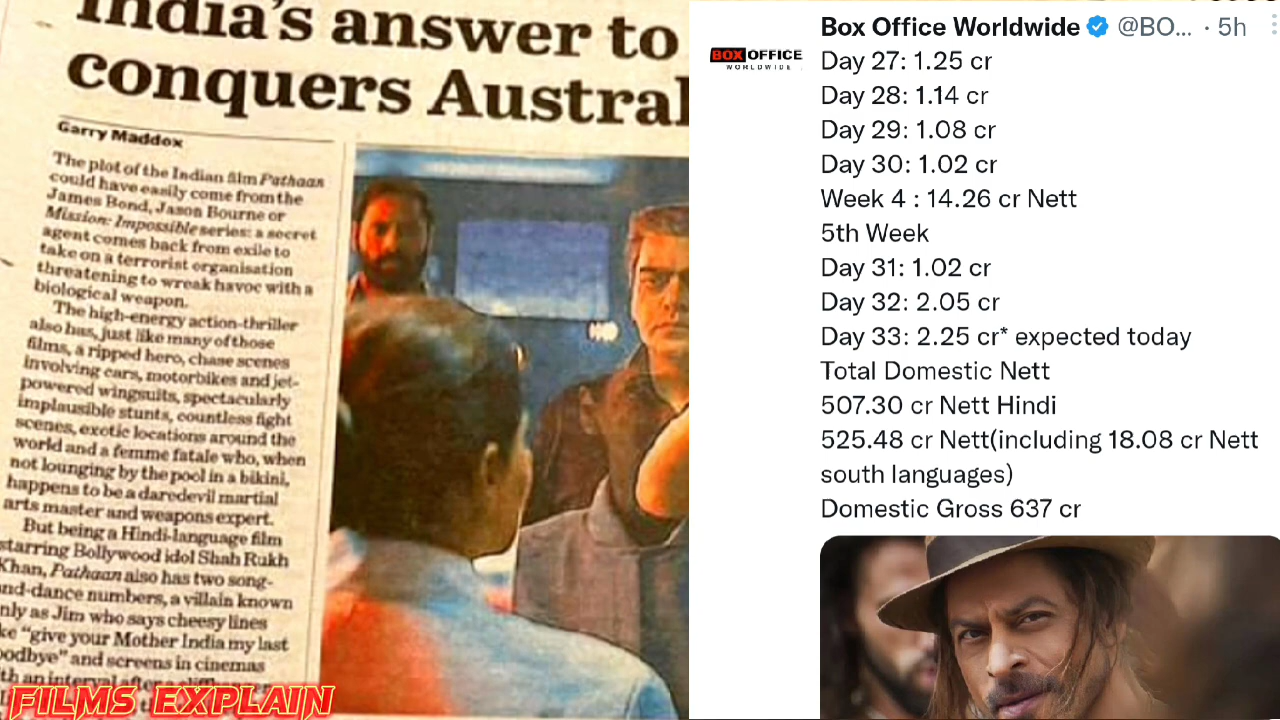 India's answer to
conquers Austral
Garry Maddox
The plot of the Indian film Pathaan
could have easily come from the
James Bond, Jason Bourne or
Mission: Impossible series: a secret
agent comes back from exile to
take on a terrorist organisation
threatening to wreak havoc with a
biological weapon.
The high-energy action-thriller
also has, just like many of those
films, a ripped hero, chase scenes
involving cars, motorbikes and jet-
powered wingsuits, spectacularly
implausible stunts, countless fight
scenes, exotic locations around the
world and a femme fatale who, when
not lounging by the pool in a bikini,
happens to be a daredevil martial
arts master and weapons expert.
But being a Hindi-language film
starring Bollywood idol Shah Rukh
Khan, Pathaan also has two song-
nd-dance numbers, a villain known
nly as Jim who says cheesy lines
ke "give your Mother India my last
oodbye" and screens in cinemas
th an interval after a
FILMS EXPLAIN
BOX OFFICE
WORLDWIDE
Box Office Worldwide @BO... · 5h
Day 27: 1.25 cr
Day 28: 1.14 cr
Day 29: 1.08 cr
Day 30: 1.02 cr
Week 4 : 14.26 cr Nett
5th Week
Day 31: 1.02 cr
Day 32: 2.05 cr
Day 33: 2.25 cr* expected today
Total Domestic Nett
507.30 cr Nett Hindi
525.48 cr Nett(including 18.08 cr Nett
south languages)
Domestic Gross 637 cr